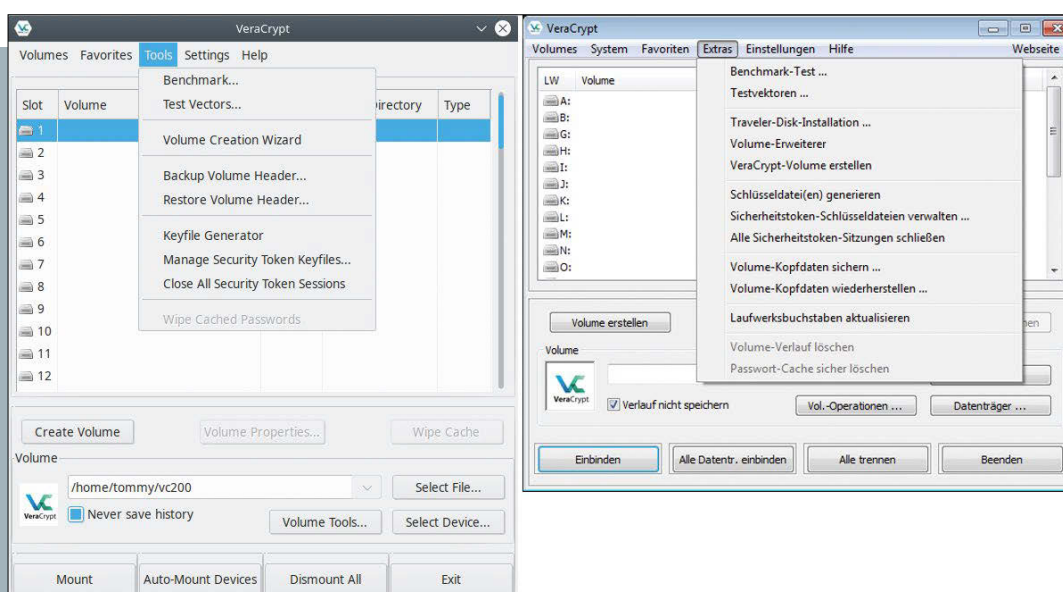 VeraCrypt
Volumes Favorites Tools Settings Help
Benchmark...
Test Vectors...
Volume Creation Wizard
Backup Volume Header...
Restore Volume Header...
Keyfile Generator
Manage Security Token Keyfiles...
Close All Security Token Sessions
Wipe Cached Passwords
Slot Volume Type
1
2
3
4
5
6
7
8
9
10
11
12
Create Volume Volume Properties... Wipe Cache
Volume
VeraCrypt
/home/tommy/vc200 Select File...
Never save history Volume Tools... Select Device...
Mount Auto-Mount Devices Dismount All Exit
VeraCrypt
Volumes System Favoriten Extras Einstellungen Hilfe Webseite
LW Volume
A:
B:
G:
H:
I:
J:
K:
L:
M:
N:
O:
Benchmark-Test ...
Testvektoren ...
Traveler-Disk-Installation ...
Volume-Erweiterer
VeraCrypt-Volume erstellen
Schlüsseldatei(en) generieren
Sicherheitstoken-Schlüsseldateien verwalten ...
Alle Sicherheitstoken-Sitzungen schließen
Volume-Kopfdaten sichern ...
Volume-Kopfdaten wiederherstellen ...
Laufwerksbuchstaben aktualisieren
Volume-Verlauf löschen
Passwort-Cache sicher löschen
Volume erstellen
Volume
VeraCrypt
Verlauf nicht speichern Vol.-Operationen ... Datenträger ...
Einbinden Alle Datentr. einbinden Alle trennen Beenden